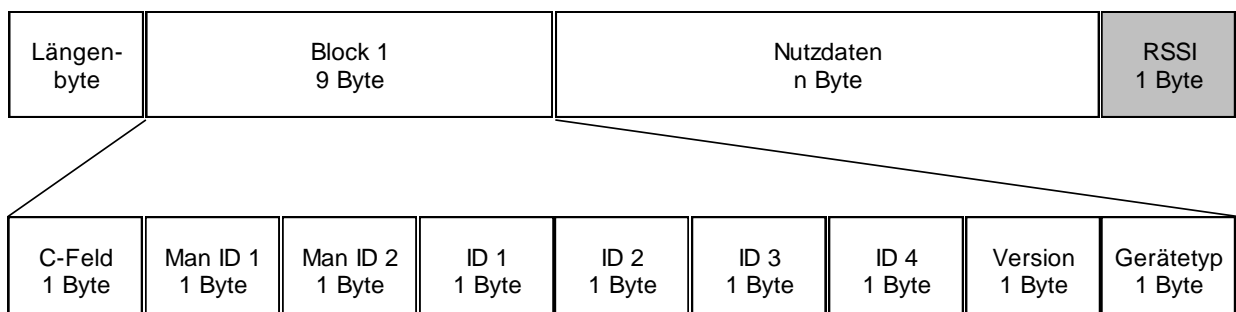 Längen-
byte
Block 1
9 Byte
Nutzdaten
n Byte
RSSI
1 Byte
C-Feld
1 Byte
Man ID 1
1 Byte
Man ID 2
1 Byte
ID 1
1 Byte
ID 2
1 Byte
ID 3
1 Byte
ID 4
1 Byte
Version
1 Byte
Gerätetyp
1 Byte